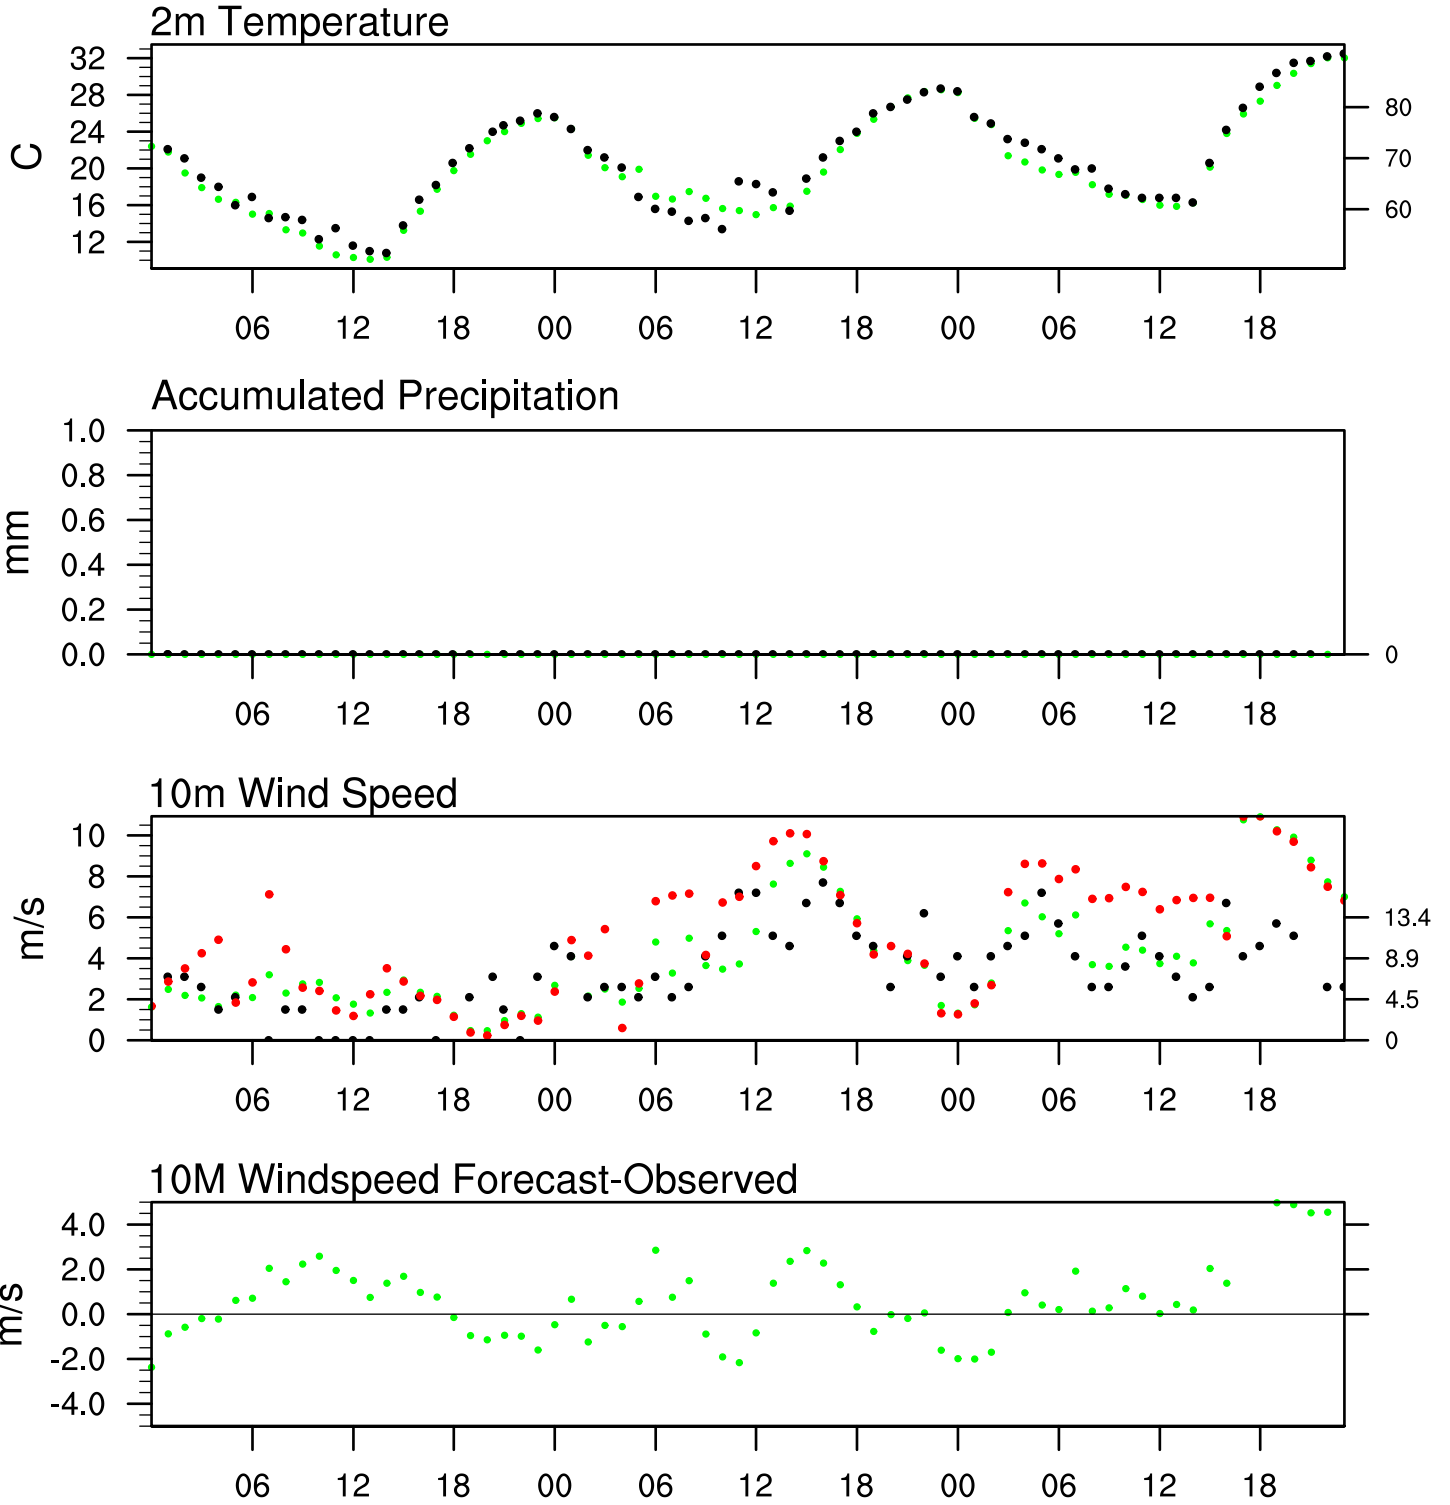 2m Temperature
32
28
24
20
16
12
C
80
70
60
06 12 18 00 06 12 18 00 06 12 18
Accumulated Precipitation
1.0
0.8
0.6
0.4
0.2
0.0
mm
0
06 12 18 00 06 12 18 00 06 12 18
10m Wind Speed
10
8
6
4
2
0
m/s
13.4
8.9
4.5
0
06 12 18 00 06 12 18 00 06 12 18
10M Windspeed Forecast-Observed
4.0
2.0
0.0
-2.0
-4.0
m/s
06 12 18 00 06 12 18 00 06 12 18